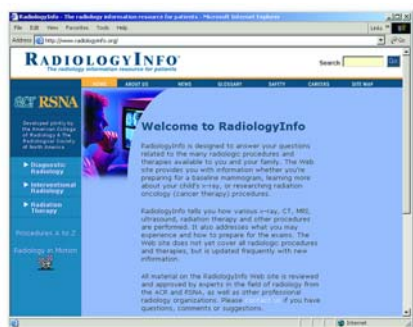 RadiologyInfo - The radiology information resource for patients - Microsoft Internet Explorer
File Edit View Favorites Tools Help
Links
Address http://www.radiologyinfo.org/
Go
RADIOLOGYINFO
The radiology information resource for patients
Search
Go
HOME ABOUT US NEWS GLOSSARY SAFETY CAREERS SITE MAP
ACR RSNA
Developed jointly by
the American College
of Radiology & The
Radiological Society
of North America
Diagnostic
Radiology
Interventional
Radiology
Radiation
Therapy
Procedures A to Z
Radiology in Motion
Welcome to RadiologyInfo
RadiologyInfo is designed to answer your questions
related to the many radiologic procedures and
therapies available to you and your family. The Web
site provides you with information whether you're
preparing for a baseline mammogram, learning more
about your child's x-ray, or researching radiation
oncology (cancer therapy) procedures.
RadiologyInfo tells you how various x-ray, CT, MRI,
ultrasound, radiation therapy and other procedures
are performed. It also addresses what you may
experience and how to prepare for the exams. The
Web site does not yet cover all radiologic procedures
and therapies, but is updated frequently with new
information.
All material on the RadiologyInfo Web site is reviewed
and approved by experts in the field of radiology from
the ACR and RSNA, as well as other professional
radiology organizations. Please contact us if you have
questions, comments or suggestions.
Internet